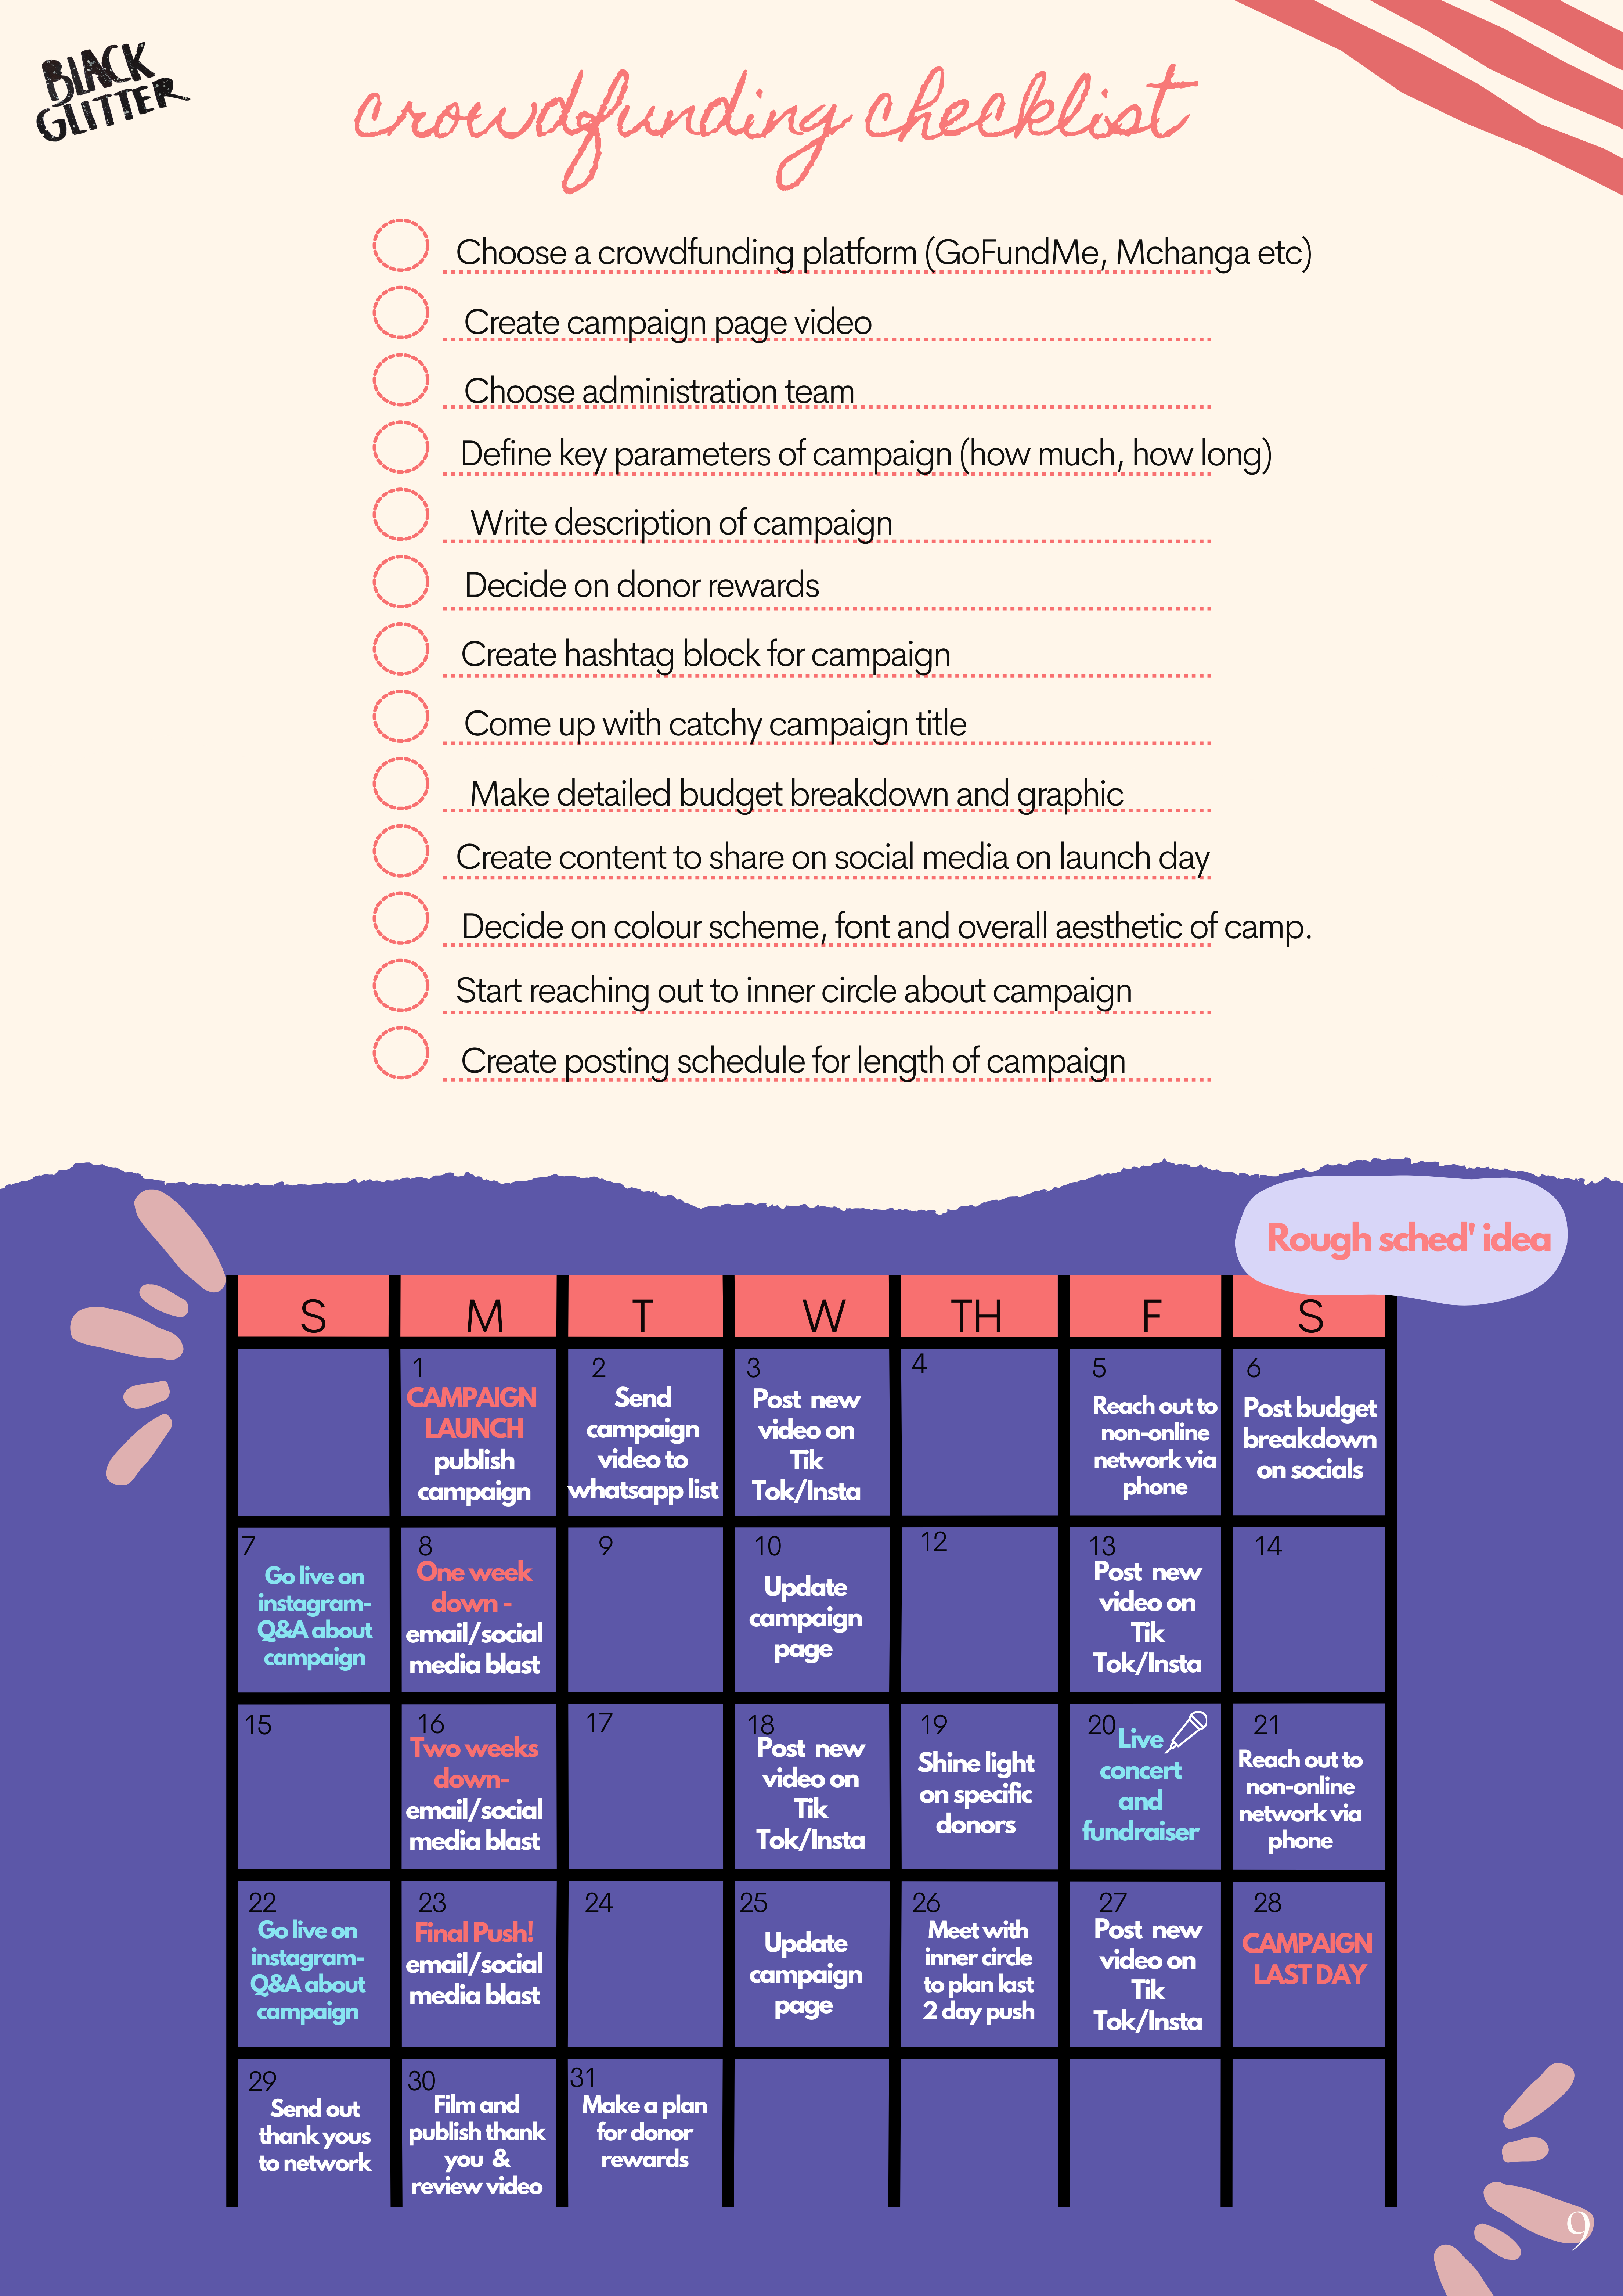 BLACK
GLITTER
crowdfunding checklist
Choose a crowdfunding platform (GoFundMe, Mchanga etc)
Create campaign page video
Choose administration team
Define key parameters of campaign (how much, how long)
Write description of campaign
Decide on donor rewards
Create hashtag block for campaign
Come up with catchy campaign title
Make detailed budget breakdown and graphic
Create content to share on social media on launch day
Decide on colour scheme, font and overall aesthetic of camp.
Start reaching out to inner circle about campaign
Create posting schedule for length of campaign
Rough sched' idea
S M T W TH F S
1
CAMPAIGN
LAUNCH
publish
campaign
2
Send
campaign
video to
whatsapp list
3
Post new
video on
Tik
Tok/Insta
4
5
Reach out to
non-online
network via
phone
6
Post budget
breakdown
on socials
7
Go live on
instagram-
Q&A about
campaign
8
One week
down -
email/social
media blast
9
10
Update
campaign
page
12
13
Post new
video on
Tik
Tok/Insta
14
15
16
Two weeks
down-
email/social
media blast
17
18
Post new
video on
Tik
Tok/Insta
19
Shine light
on specific
donors
20
Live
concert
and
fundraiser
21
Reach out to
non-online
network via
phone
22
Go live on
instagram-
Q&A about
campaign
23
Final Push!
email/social
media blast
24
25
Update
campaign
page
26
Meet with
inner circle
to plan last
2 day push
27
Post new
video on
Tik
Tok/Insta
28
CAMPAIGN
LAST DAY
29
Send out
thank yous
to network
30
Film and
publish thank
you &
review video
31
Make a plan
for donor
rewards
9